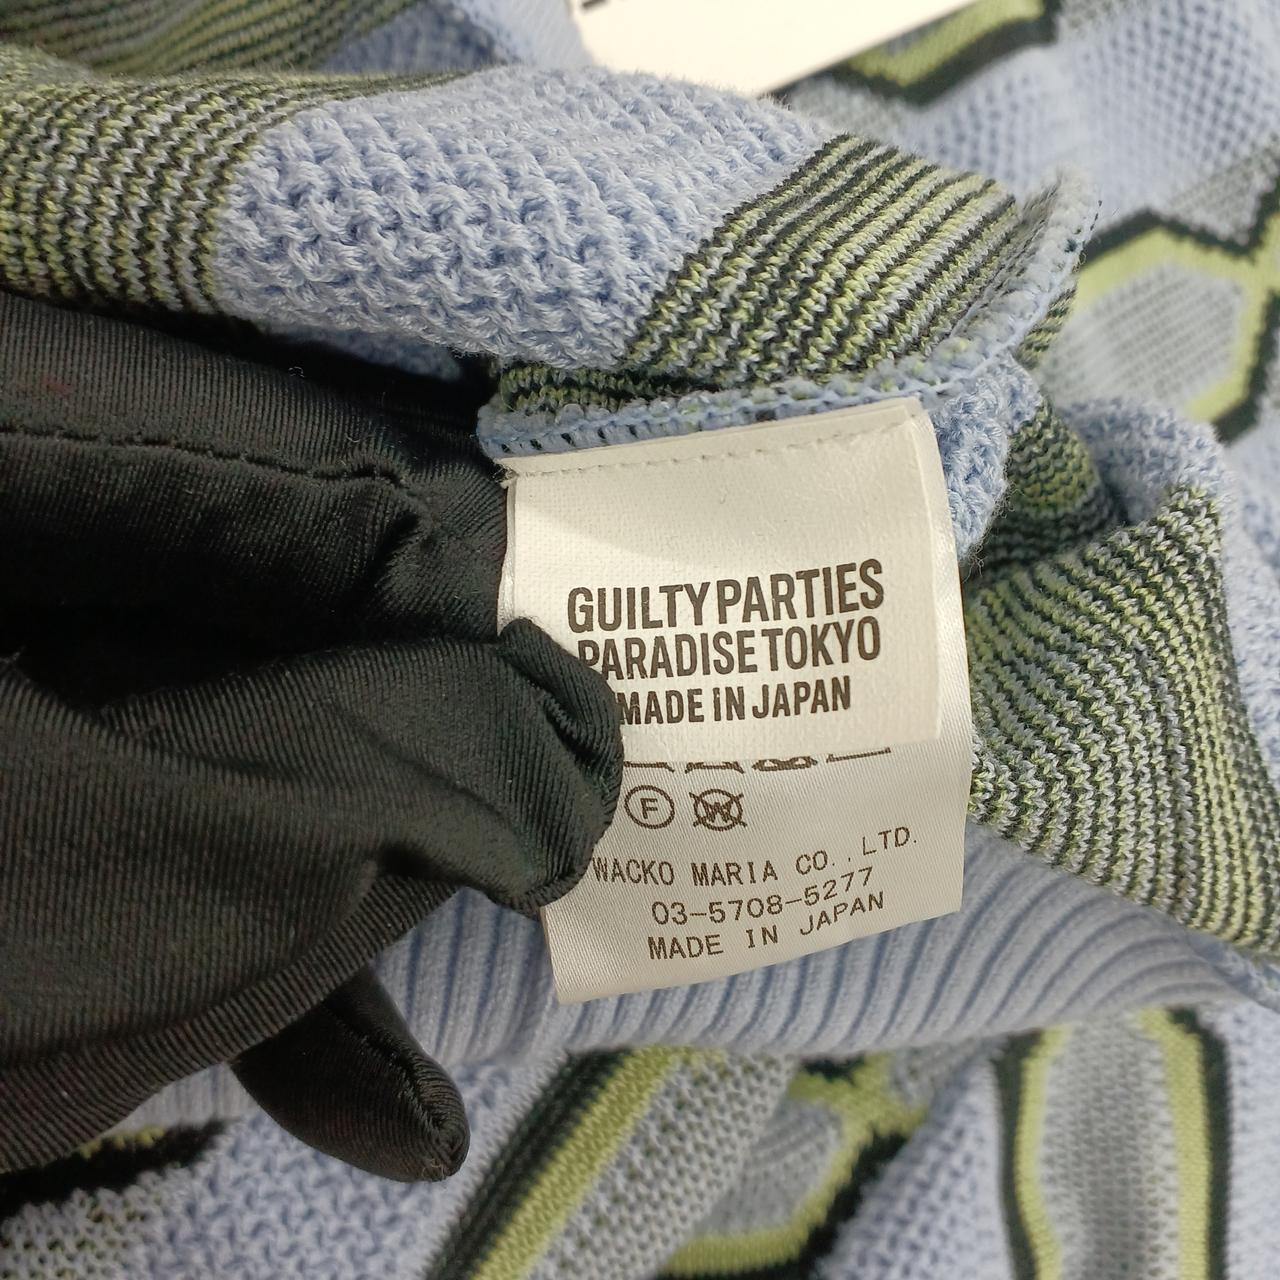 GUILTY PARTIES
PARADISE TOKYO
MADE IN JAPAN
F W
WACKO MARIA CO.,LTD.
03-5708-5277
MADE IN JAPAN